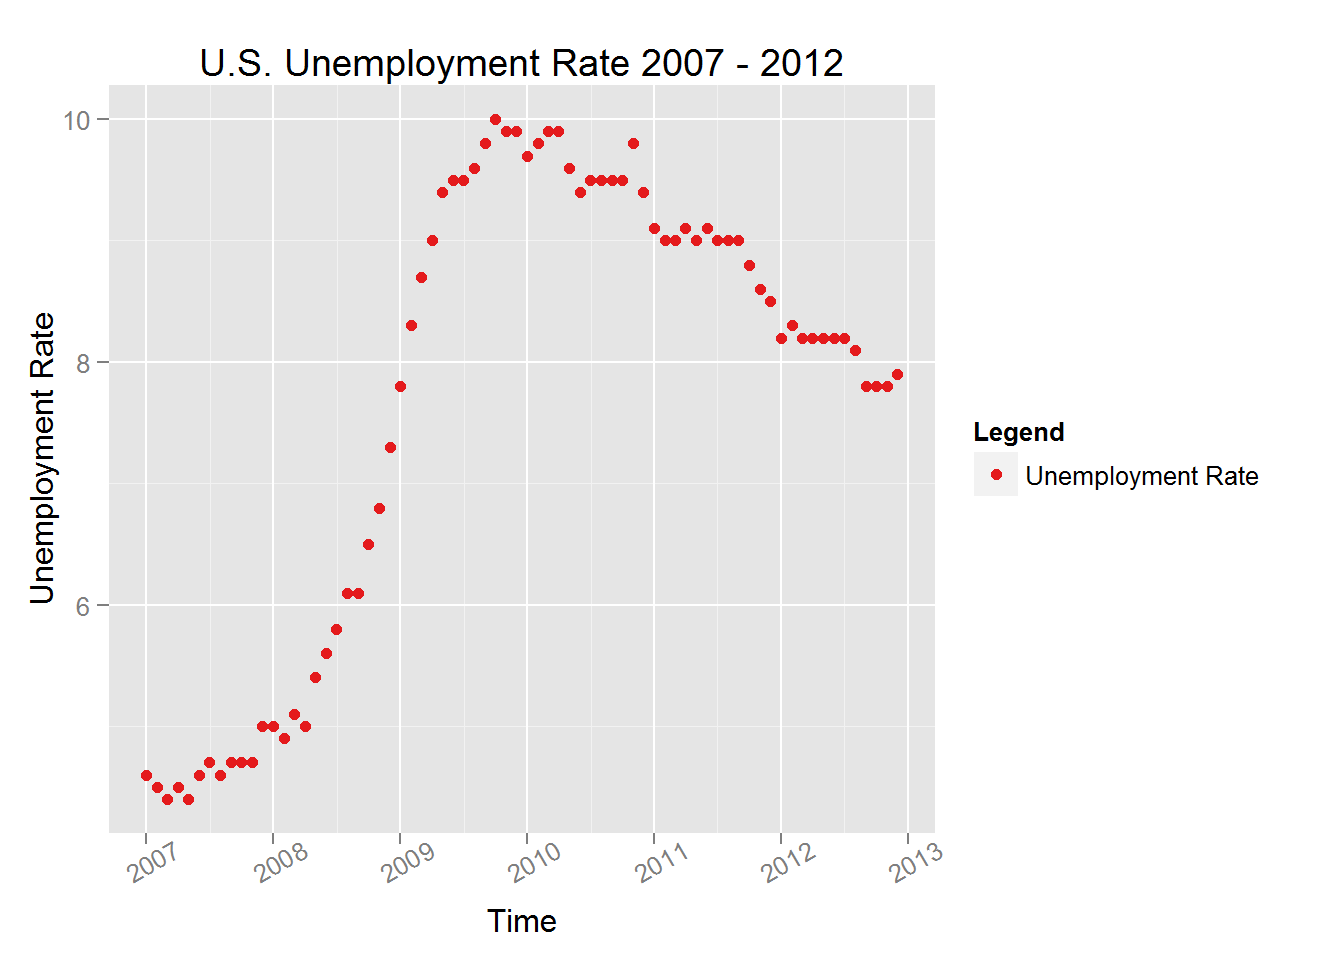 U.S. Unemployment Rate 2007 - 2012
10
8
6
Unemployment Rate
2007
2008
2009
2010
2011
2012
2013
Time
Legend
Unemployment Rate